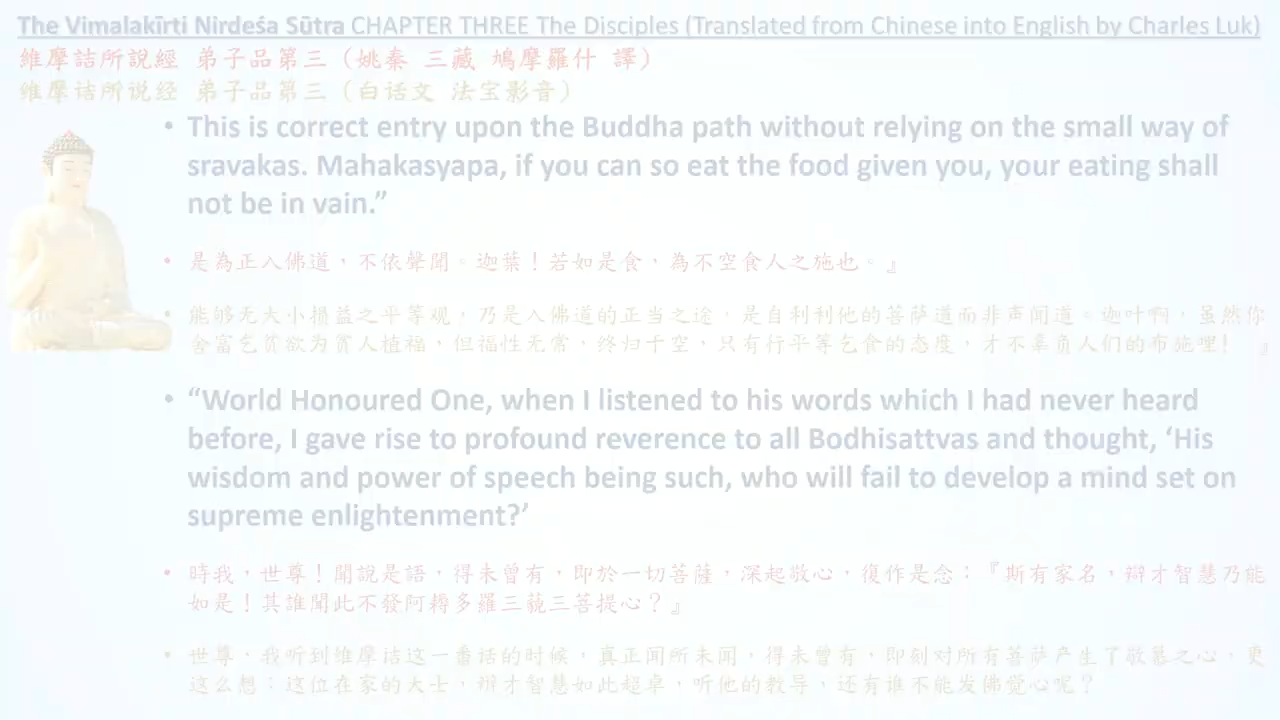 The Vimalakīrti Nirdeśa Sūtra CHAPTER THREE The Disciples (Translated from Chinese into English by Charles Luk)
維摩詰所說經 弟子品第三 (姚秦 三藏 鳩摩羅什 譯)
维摩诘所说经 弟子品第三 (白话文 法宝影音)
• This is correct entry upon the Buddha path without relying on the small way of
sravakas. Mahakasyapa, if you can so eat the food given you, your eating shall
not be in vain.”
• 是為正入佛道，不依聲聞。迦葉！若如是食，為不空食人之施也。』
• 能够无大小损益之平等观，乃是入佛道的正当之途，是自利利他的菩萨道而非声闻道。迦叶啊，虽然你
舍富乞贫欲为贫人植福，但福性无常，终归于空，只有行平等乞食的态度，才不辜负人们的布施哩！ 』
• “World Honoured One, when I listened to his words which I had never heard
before, I gave rise to profound reverence to all Bodhisattvas and thought, ‘His
wisdom and power of speech being such, who will fail to develop a mind set on
supreme enlightenment?’
• 時我，世尊！聞說是語，得未曾有，即於一切菩薩，深起敬心，復作是念：『斯有家名，辯才智慧乃能
如是！其誰聞此不發阿耨多羅三藐三菩提心？』
• 世尊，我听到维摩诘这一番话的时候，真正闻所未闻，得未曾有，即刻对所有菩萨产生了敬慕之心，更
这么想：这位在家的大士，辩才智慧如此超卓，听他的教导，还有谁不能发佛觉心呢？